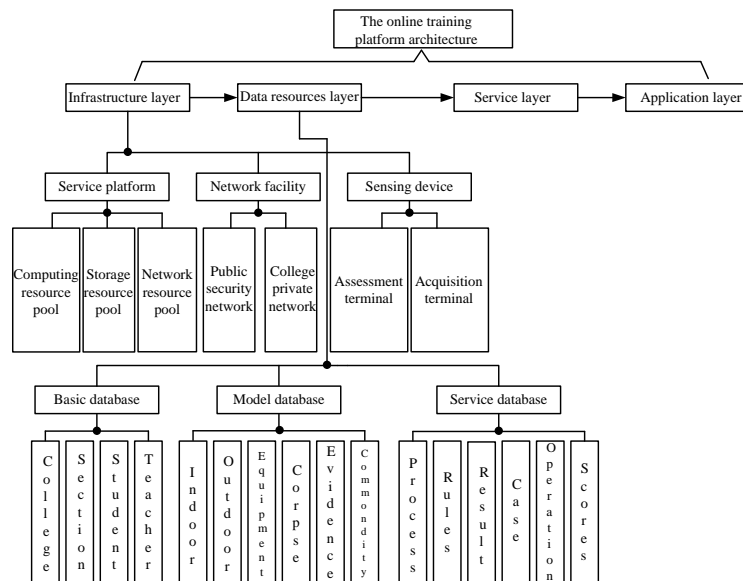 The online training
platform architecture
Infrastructure layer
Data resources layer
Service layer
Application layer
Service platform
Network facility
Sensing device
Computing
resource
pool
Storage
resource
pool
Network
resource
pool
Public
security
network
College
private
network
Assessment
terminal
Acquisition
terminal
Basic database
Model database
Service database
College
Section
Student
Teacher
Indoor
Outdoor
Equipment
Corpse
Evidence
Commondity
Process
Rules
Result
Case
Operation
Scores